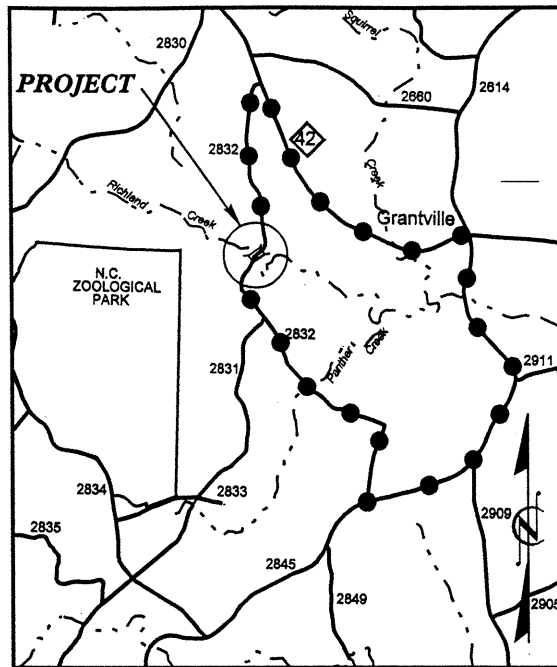 2830
Squirrel
PROJECT
2614
2660
42
2832
Creek
Richland
Creek
Grantville
N.C.
ZOOLOGICAL
PARK
2832
2831
Panther
Creek
2911
2834
2833
2835
2909
N
2845
2849
2905